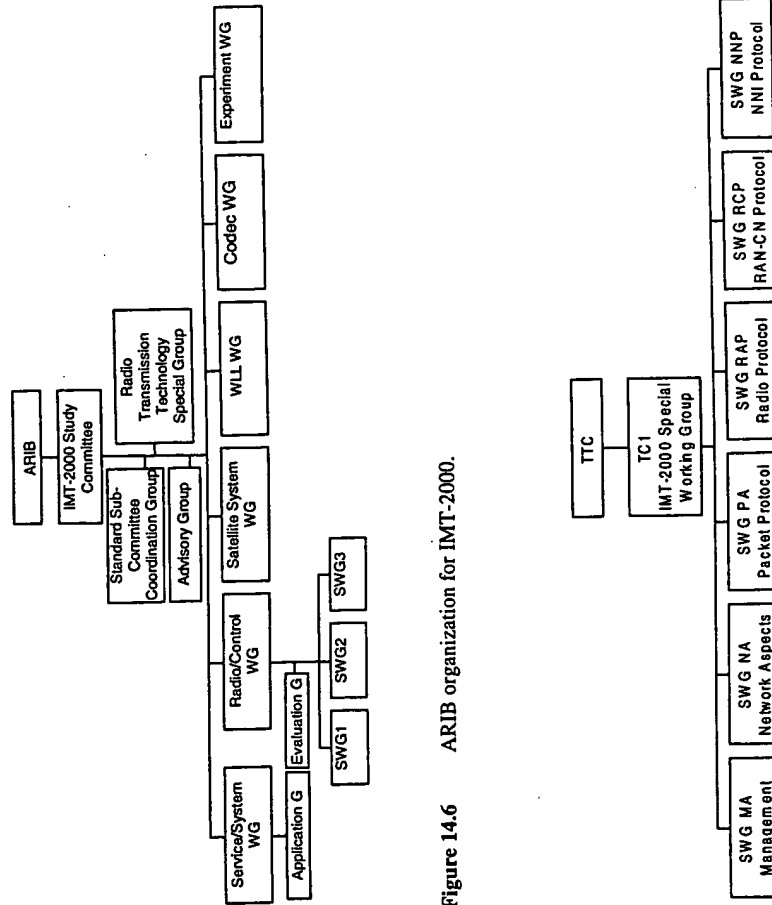 ARIB
IMT-2000 Study
Committee
Standard Sub-
Committee
Coordination Group
Advisory Group
Radio
Transmission
Technology
Special Group
Service/System
WG
Radio/Control
WG
Satellite System
WG
WLL WG
Codec WG
Experiment WG
Application G
Evaluation G
SWG1
SWG2
SWG3
Figure 14.6 ARIB organization for IMT-2000.
TTC
TC1
IMT-2000 Special
Working Group
SWG MA
Management
SWG NA
Network Aspects
SWG PA
Packet Protocol
SWG RAP
Radio Protocol
SWG RCP
RAN-CN Protocol
SWG NNP
NNI Protocol